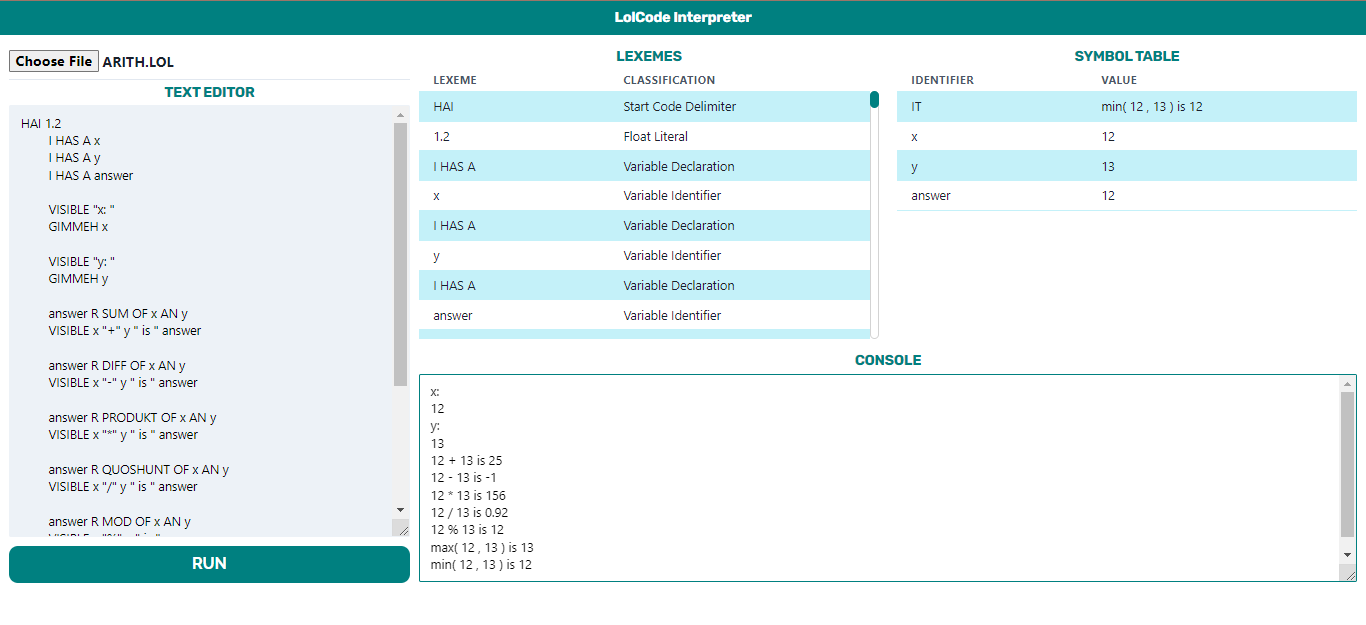 LolCode Interpreter
Choose File ARITH.LOL
TEXT EDITOR
HAI 1.2
I HAS A x
I HAS A y
I HAS A answer
VISIBLE "x: "
GIMMEH x
VISIBLE "y: "
GIMMEH y
answer R SUM OF x AN y
VISIBLE x "+" y " is " answer
answer R DIFF OF x AN y
VISIBLE x "-" y " is " answer
answer R PRODUKT OF x AN y
VISIBLE x "*" y " is " answer
answer R QUOSHUNT OF x AN y
VISIBLE x "/" y " is " answer
answer R MOD OF x AN y
RUN
LEXEMES
LEXEME CLASSIFICATION
HAI Start Code Delimiter
1.2 Float Literal
I HAS A Variable Declaration
x Variable Identifier
I HAS A Variable Declaration
y Variable Identifier
I HAS A Variable Declaration
answer Variable Identifier
SYMBOL TABLE
IDENTIFIER VALUE
IT min( 12 , 13 ) is 12
x 12
y 13
answer 12
CONSOLE
x:
12
y:
13
12 + 13 is 25
12 - 13 is -1
12 * 13 is 156
12 / 13 is 0.92
12 % 13 is 12
max( 12 , 13 ) is 13
min( 12 , 13 ) is 12